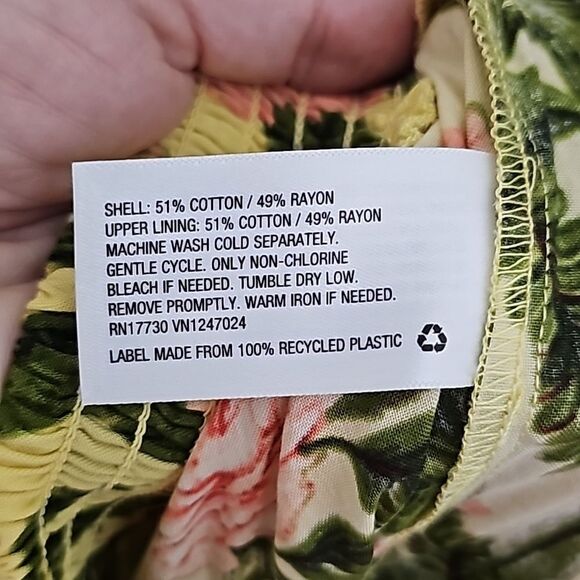 SHELL: 51% COTTON / 49% RAYON
UPPER LINING: 51% COTTON / 49% RAYON
MACHINE WASH COLD SEPARATELY.
GENTLE CYCLE. ONLY NON-CHLORINE
BLEACH IF NEEDED. TUMBLE DRY LOW.
REMOVE PROMPTLY. WARM IRON IF NEEDED.
RN17730 VN1247024
LABEL MADE FROM 100% RECYCLED PLASTIC